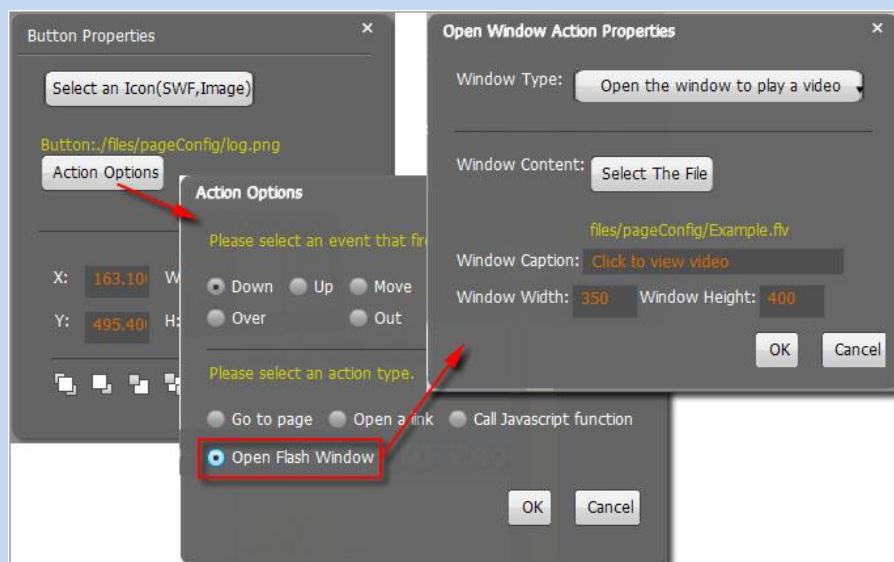 Button Properties
Select an Icon(SWF,Image)
Button:./files/pageConfig/log.png
Action Options
X: 163.10
Y: 495.40 H:
Action Options
Please select an event that
Down Up Move
Over Out
Please select an action type.
Go to page Open a link Call Javascript function
Open Flash Window
OK Cancel
Open Window Action Properties
Window Type: Open the window to play a video
Window Content: Select The File
files/pageConfig/Example.flv
Window Caption: Click to view video
Window Width: 350 Window Height: 400
OK Cancel